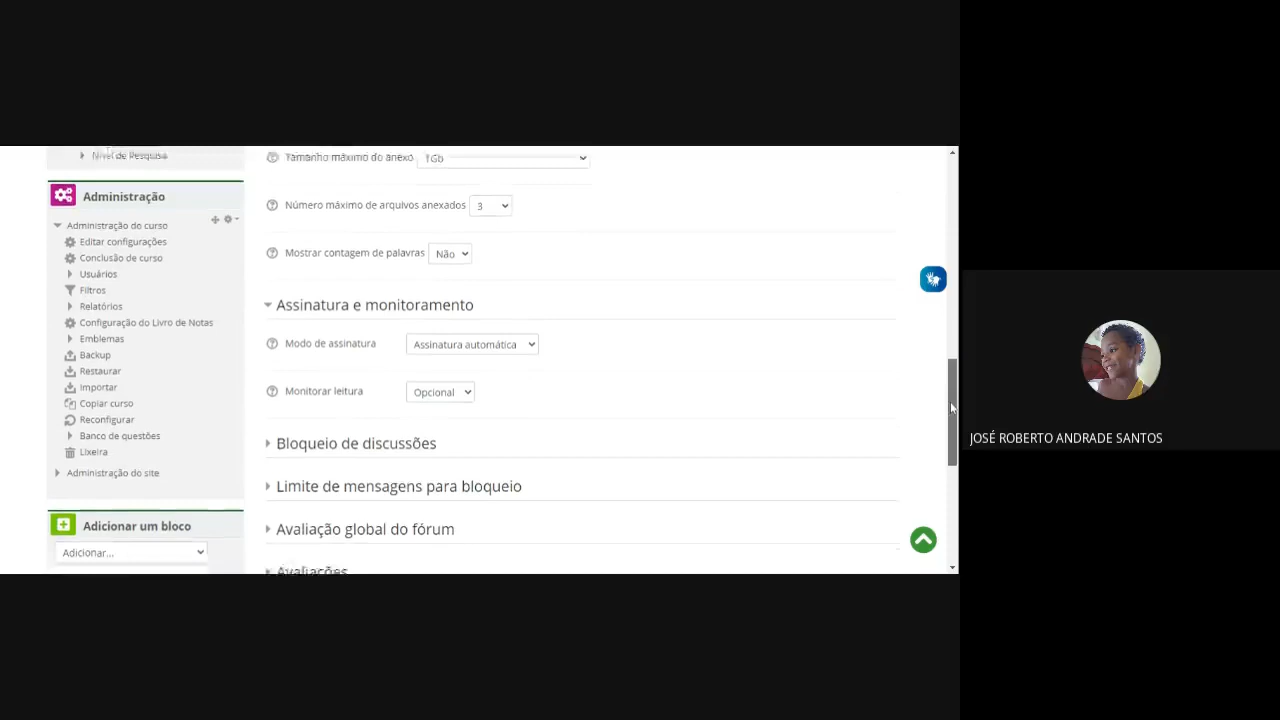 Nível de Pesquisa
Administração
Administração do curso
Editar configurações
Conclusão de curso
Usuários
Filtros
Relatórios
Configuração do Livro de Notas
Emblemas
Backup
Restaurar
Importar
Copiar curso
Reconfigurar
Banco de questões
Lixeira
Administração do site
Adicionar um bloco
Adicionar...
Tamanho máximo do anexo 1Gb
Número máximo de arquivos anexados 3
Mostrar contagem de palavras Não
Assinatura e monitoramento
Modo de assinatura Assinatura automática
Monitorar leitura Opcional
Bloqueio de discussões
Limite de mensagens para bloqueio
Avaliação global do fórum
Avaliações
JOSÉ ROBERTO ANDRADE SANTOS